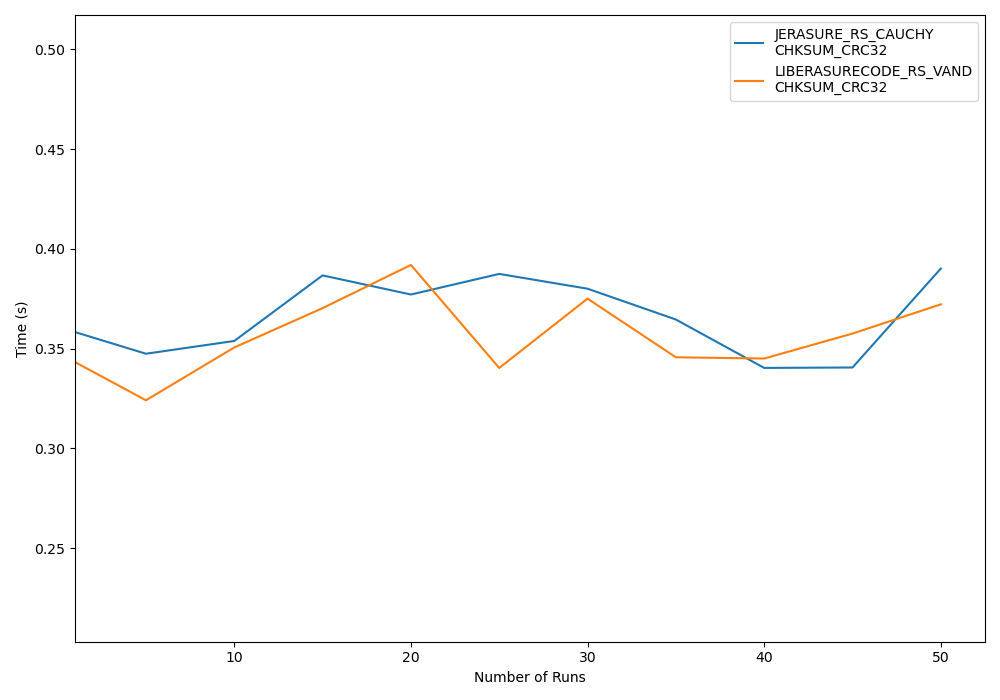 JERASURE_RS_CAUCHY
CHKSUM_CRC32
LIBERASURECODE_RS_VAND
CHKSUM_CRC32
0.50
0.45
0.40
0.35
0.30
0.25
Time (s)
10 20 30 40 50
Number of Runs